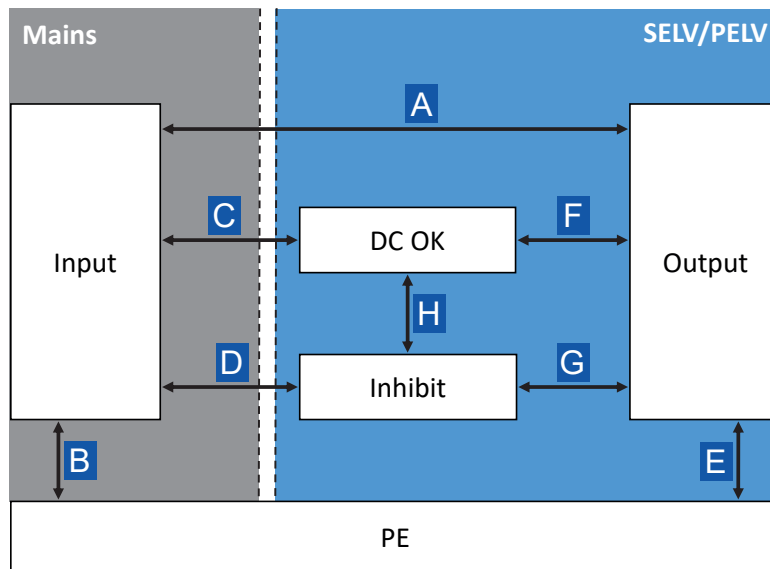 Mains
SELV/PELV
A
C
DC OK
F
Input
Output
H
D
Inhibit
G
B
E
PE